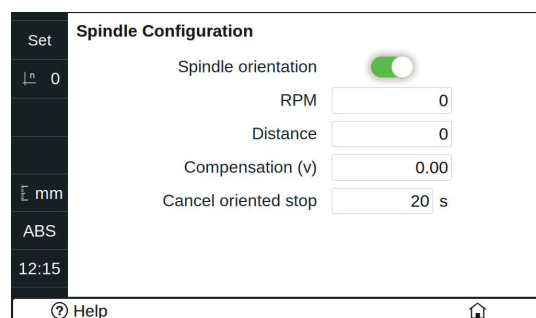 Set
Spindle Configuration
n 0
Spindle orientation
RPM 0
Distance 0
Compensation (v) 0.00
mm
Cancel oriented stop 20 s
ABS
12:15
? Help